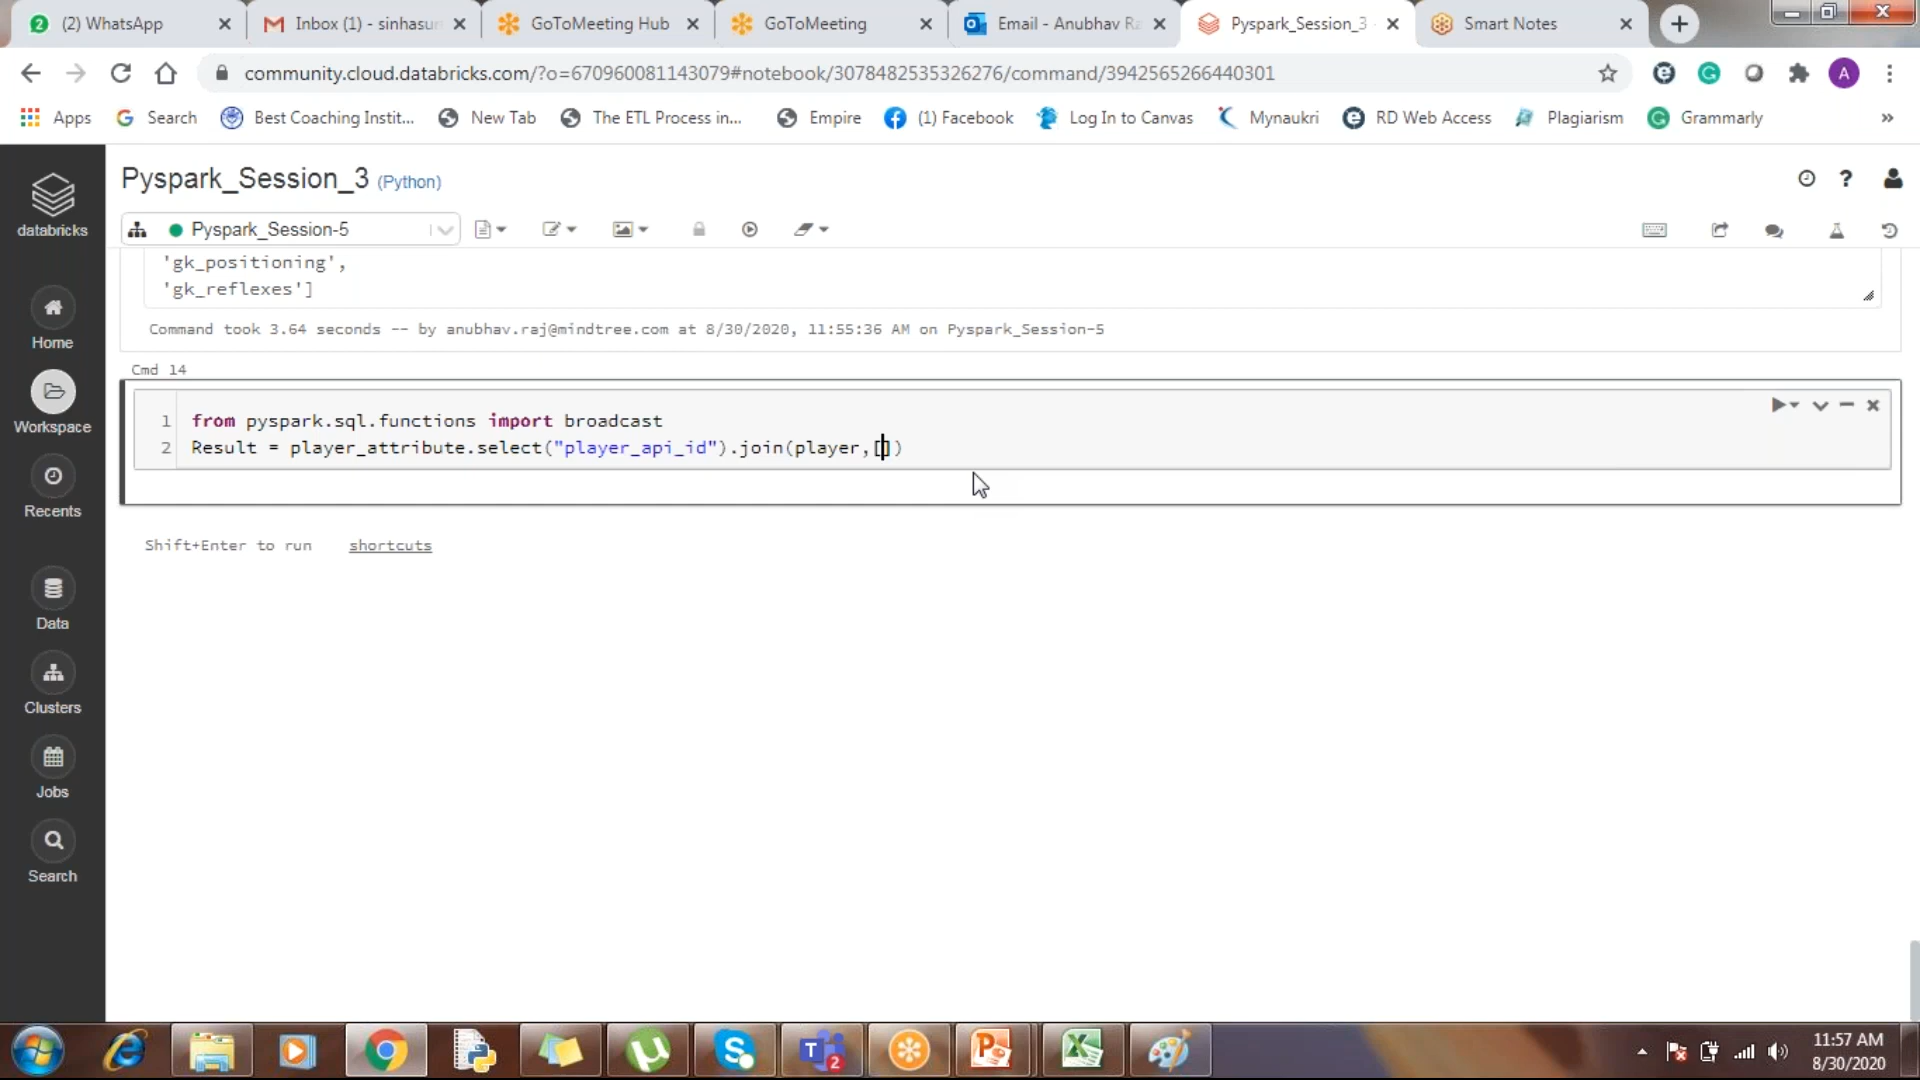 (2) WhatsApp
Inbox (1) - sinhasun
GoToMeeting Hub
GoToMeeting
Email - Anubhav Ra
Pyspark_Session_3 -
Smart Notes
community.cloud.databricks.com/?o=670960081143079#notebook/3078482535326276/command/3942565266440301
A
Apps
Search
Best Coaching Instit...
New Tab
The ETL Process in...
Empire
(1) Facebook
Log In to Canvas
Mynaukri
RD Web Access
Plagiarism
Grammarly
»
databricks
Home
Workspace
Recents
Data
Clusters
Jobs
Search
Pyspark_Session_3 (Python)
Pyspark_Session-5
'gk_positioning',
'gk_reflexes']
Command took 3.64 seconds -- by anubhav.raj@mindtree.com at 8/30/2020, 11:55:36 AM on Pyspark_Session-5
Cmd 14
1 from pyspark.sql.functions import broadcast
2 Result = player_attribute.select("player_api_id").join(player,[])
Shift+Enter to run shortcuts
11:57 AM
8/30/2020